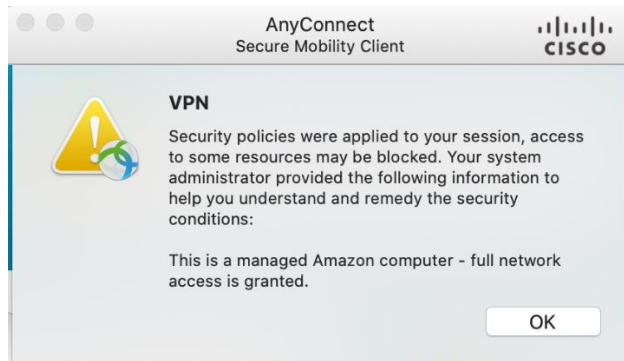 AnyConnect
Secure Mobility Client
CISCO
VPN
Security policies were applied to your session, access
to some resources may be blocked. Your system
administrator provided the following information to
help you understand and remedy the security
conditions:
This is a managed Amazon computer - full network
access is granted.
OK